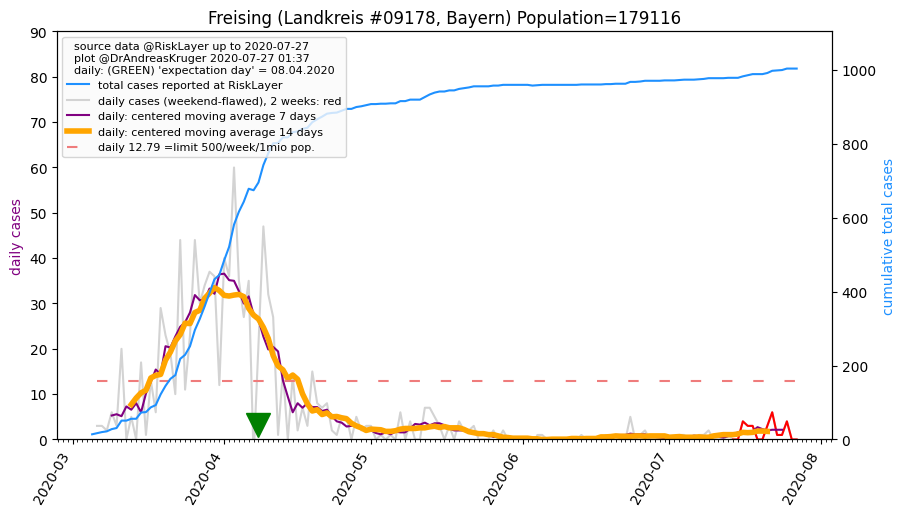 Freising (Landkreis #09178, Bayern) Population=179116
source data @RiskLayer up to 2020-07-27
plot @DrAndreasKruger 2020-07-27 01:37
daily: (GREEN) 'expectation day' = 08.04.2020
total cases reported at RiskLayer
daily cases (weekend-flawed), 2 weeks: red
daily: centered moving average 7 days
daily: centered moving average 14 days
daily 12.79 =limit 500/week/1mio pop.
daily cases
90
80
70
60
50
40
30
20
10
0
cumulative total cases
1000
800
600
400
200
0
2020-03
2020-04
2020-05
2020-06
2020-07
2020-08